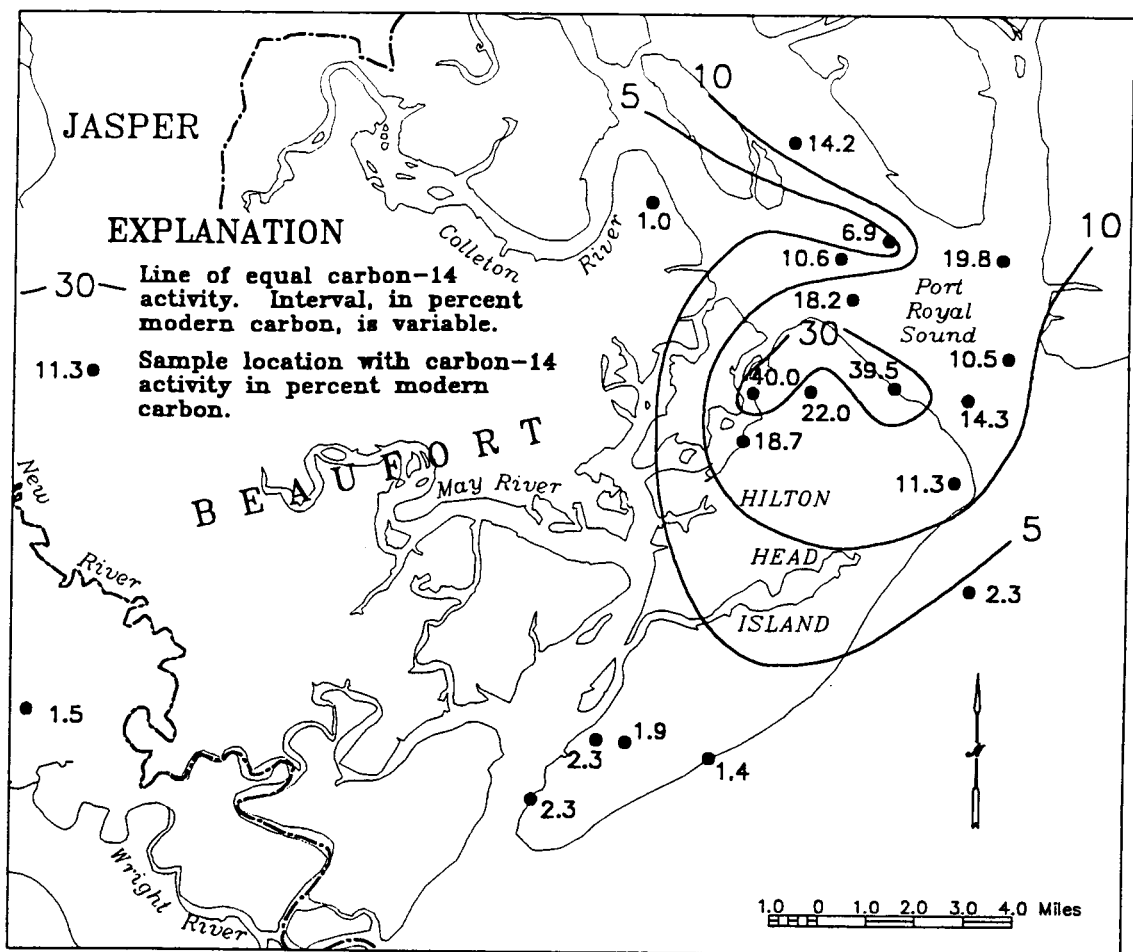 10
5
JASPER
14.2
1.0
EXPLANATION
Colleton
River
6.9
10
10.6
19.8
30
Line of equal carbon-14
activity. Interval, in percent
modern carbon, is variable.
18.2
Port
Royal
Sound
30
11.3
Sample location with carbon-14
activity in percent modern
carbon.
10.5
40.0
39.5
22.0
14.3
18.7
BEAUFORT
New
River
May River
HILTON
11.3
HEAD
5
ISLAND
2.3
1.5
2.3
1.9
1.4
2.3
N
Wright
River
1.0 0 1.0 2.0 3.0 4.0 Miles